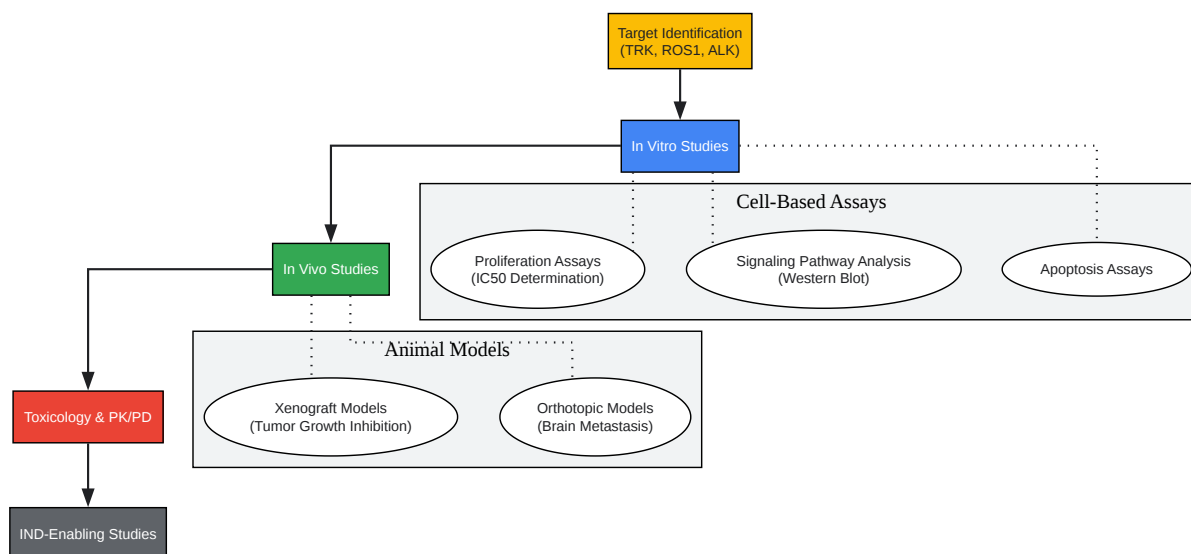 Target Identification
(TRK, ROS1, ALK)
In Vitro Studies
Cell-Based Assays
Proliferation Assays
(IC50 Determination)
Signaling Pathway Analysis
(Western Blot)
Apoptosis Assays
In Vivo Studies
Animal Models
Xenograft Models
(Tumor Growth Inhibition)
Orthotopic Models
(Brain Metastasis)
Toxicology & PK/PD
IND-Enabling Studies